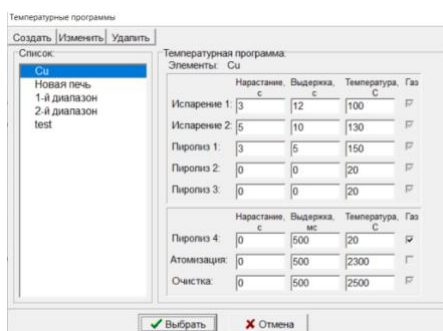 Температурные программы
Создать Изменить Удалить
Список:
Cu
Новая печь
1-й диапазон
2-й диапазон
test
Температурная программа:
Элементы: Cu
Нарастание, с Выдержка, с Температура, С Газ
Испарение 1: 3 12 100
Испарение 2: 5 10 130
Пиролиз 1: 3 5 150
Пиролиз 2: 0 0 20
Пиролиз 3: 0 0 20
Нарастание, с Выдержка, мс Температура, С Газ
Пиролиз 4: 0 500 20
Атомизация: 0 500 2300
Очистка: 0 500 2500
Выбрать Отмена